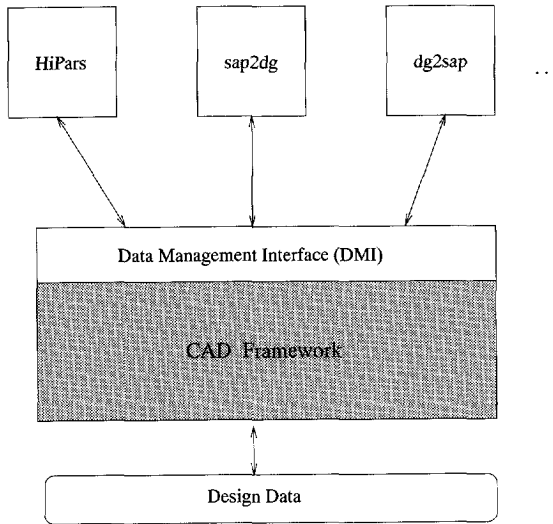 HiPars
sap2dg
dg2sap
. .
Data Management Interface (DMI)
CAD Framework
Design Data